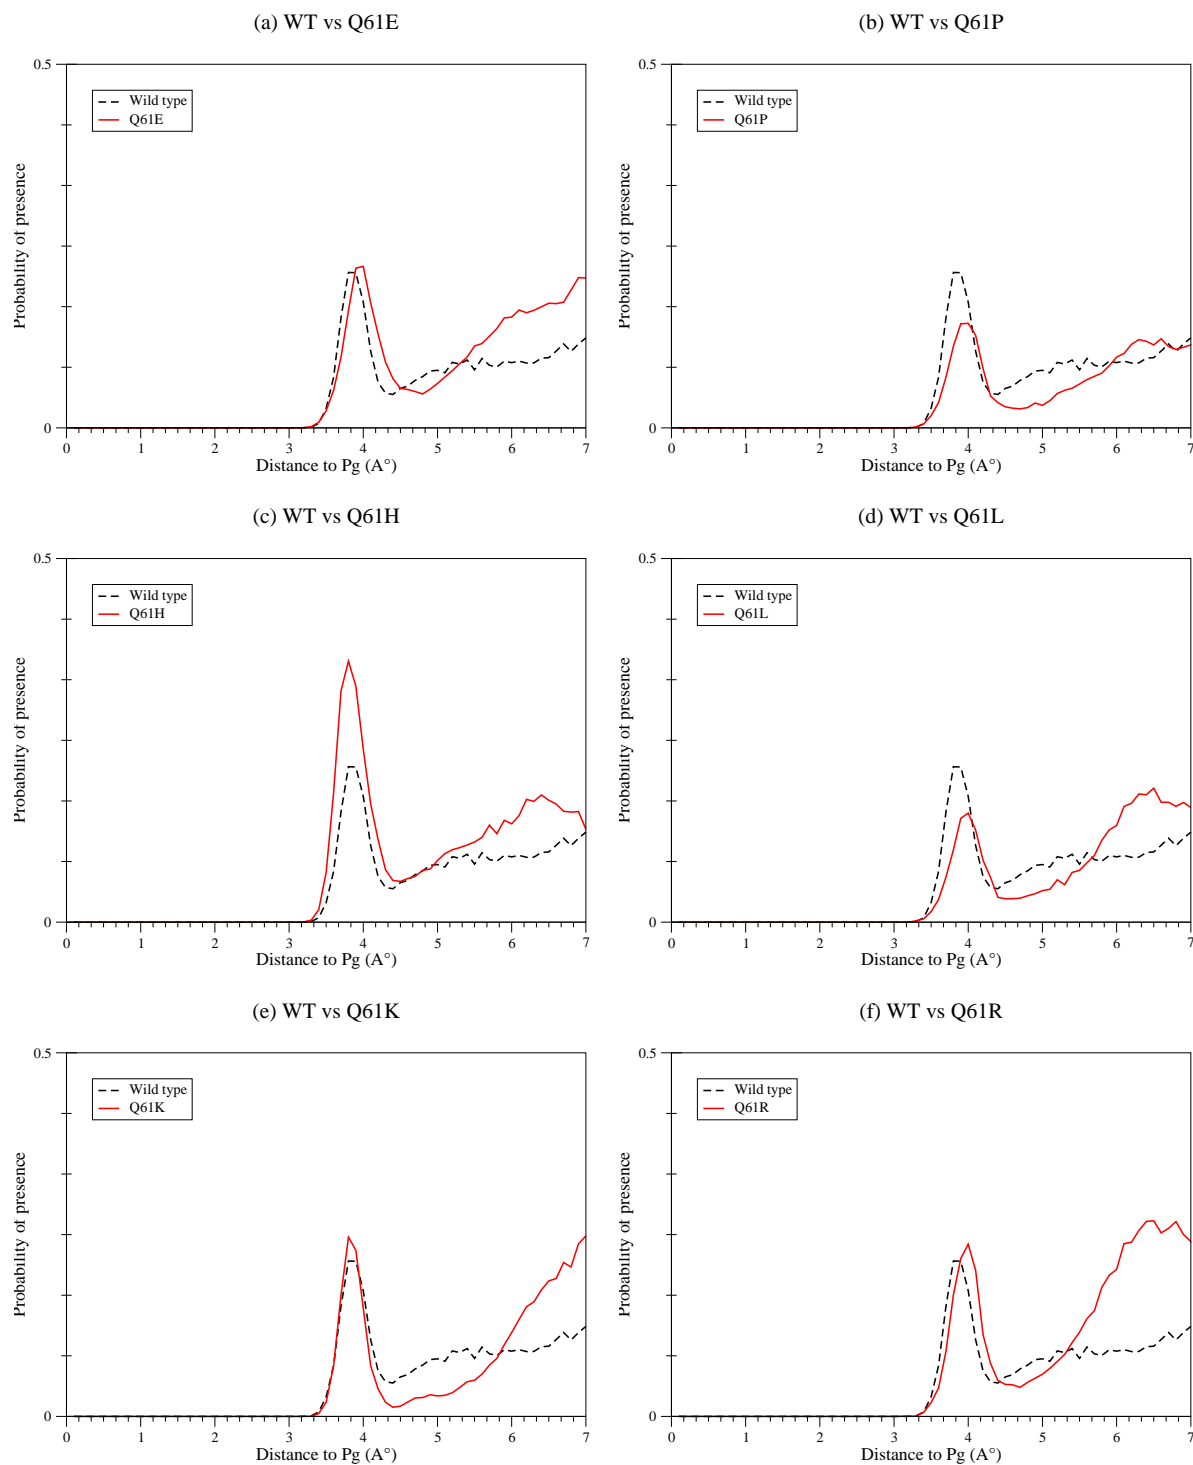 (a) WT vs Q61E
0.5
Wild type
Q61E
Probability of presence
0
0 1 2 3 4 5 6 7
Distance to Pg (A°)
(b) WT vs Q61P
0.5
Wild type
Q61P
Probability of presence
0
0 1 2 3 4 5 6 7
Distance to Pg (A°)
(c) WT vs Q61H
0.5
Wild type
Q61H
Probability of presence
0
0 1 2 3 4 5 6 7
Distance to Pg (A°)
(d) WT vs Q61L
0.5
Wild type
Q61L
Probability of presence
0
0 1 2 3 4 5 6 7
Distance to Pg (A°)
(e) WT vs Q61K
0.5
Wild type
Q61K
Probability of presence
0
0 1 2 3 4 5 6 7
Distance to Pg (A°)
(f) WT vs Q61R
0.5
Wild type
Q61R
Probability of presence
0
0 1 2 3 4 5 6 7
Distance to Pg (A°)